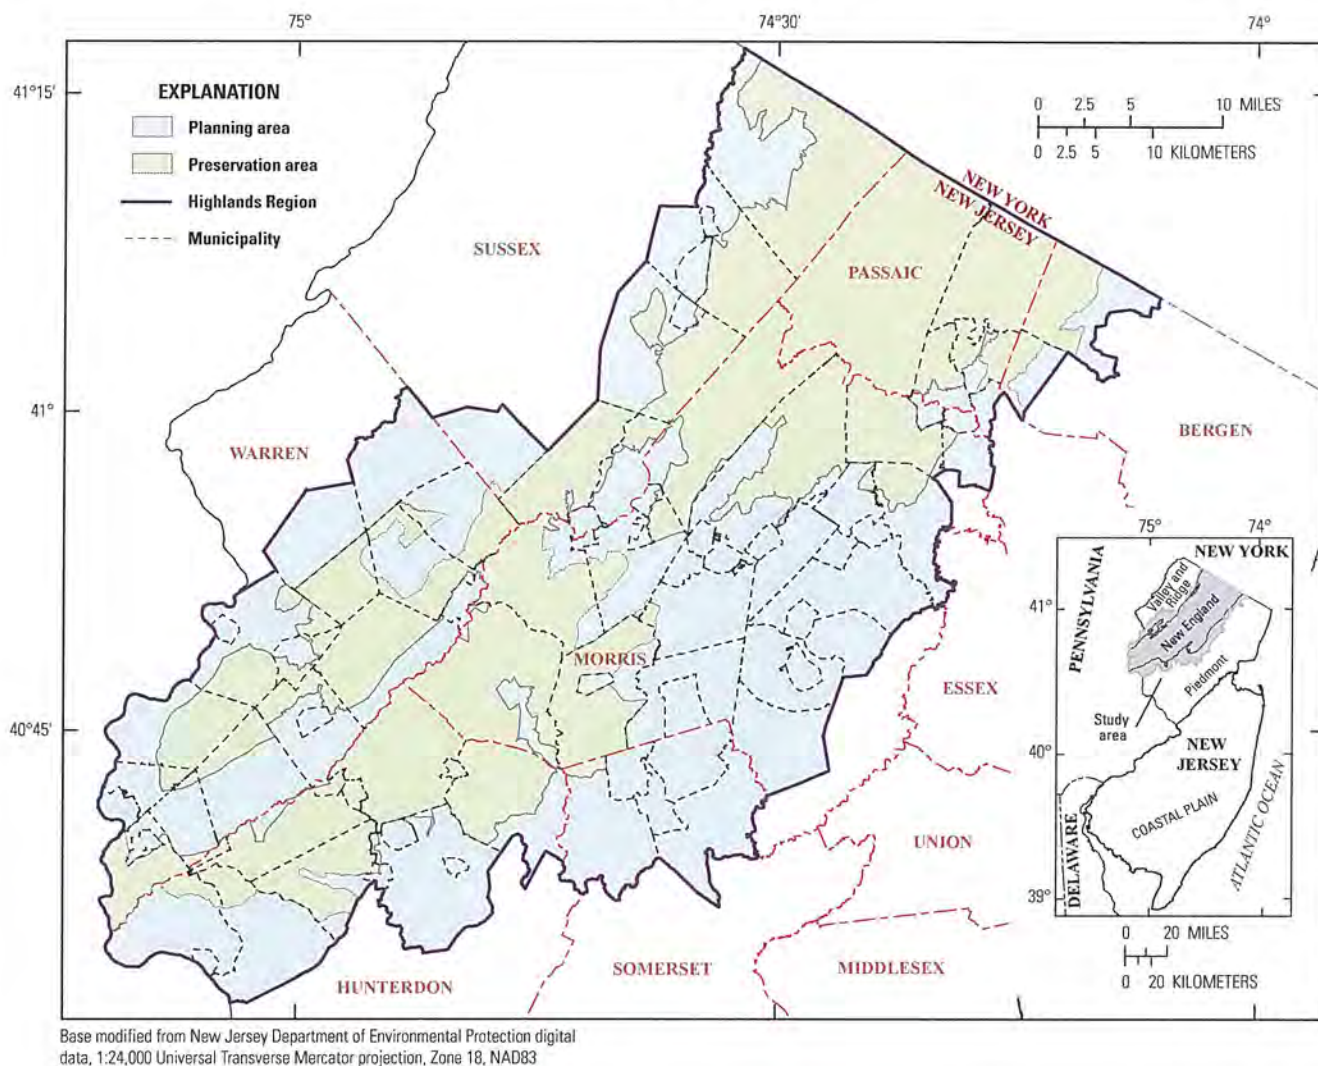 75°
74°30'
74°
41°15'
41°
40°45'
EXPLANATION
Planning area
Preservation area
Highlands Region
Municipality
0 2.5 5 10 MILES
0 2.5 5 10 KILOMETERS
NEW YORK
NEW JERSEY
SUSSEX
PASSAIC
WARREN
BERGEN
MORRIS
ESSEX
UNION
HUNTERDON
SOMERSET
MIDDLESEX
75°
74°
41°
40°
39°
PENNSYLVANIA
NEW YORK
Valley and
Ridge
New England
Piedmont
Study
area
NEW
JERSEY
COASTAL PLAIN
ATLANTIC OCEAN
DELAWARE
0 20 MILES
0 20 KILOMETERS
Base modified from New Jersey Department of Environmental Protection digital
data, 1:24,000 Universal Transverse Mercator projection, Zone 18, NAD83